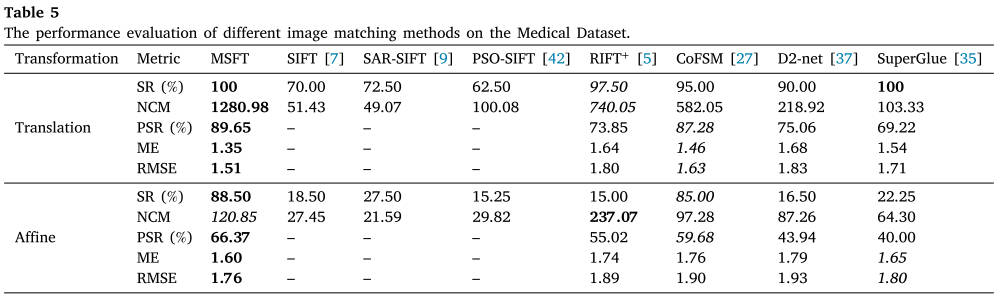 Table 5
The performance evaluation of different image matching methods on the Medical Dataset.
Transformation Metric MSFT SIFT [7] SAR-SIFT [9] PSO-SIFT [42] RIFT+ [5] CoFSM [27] D2-net [37] SuperGlue [35]
SR (%) 100 70.00 72.50 62.50 97.50 95.00 90.00 100
NCM 1280.98 51.43 49.07 100.08 740.05 582.05 218.92 103.33
Translation PSR (%) 89.65 – – – 73.85 87.28 75.06 69.22
ME 1.35 – – – 1.64 1.46 1.68 1.54
RMSE 1.51 – – – 1.80 1.63 1.83 1.71
SR (%) 88.50 18.50 27.50 15.25 15.00 85.00 16.50 22.25
NCM 120.85 27.45 21.59 29.82 237.07 97.28 87.26 64.30
Affine PSR (%) 66.37 – – – 55.02 59.68 43.94 40.00
ME 1.60 – – – 1.74 1.76 1.79 1.65
RMSE 1.76 – – – 1.89 1.90 1.93 1.80